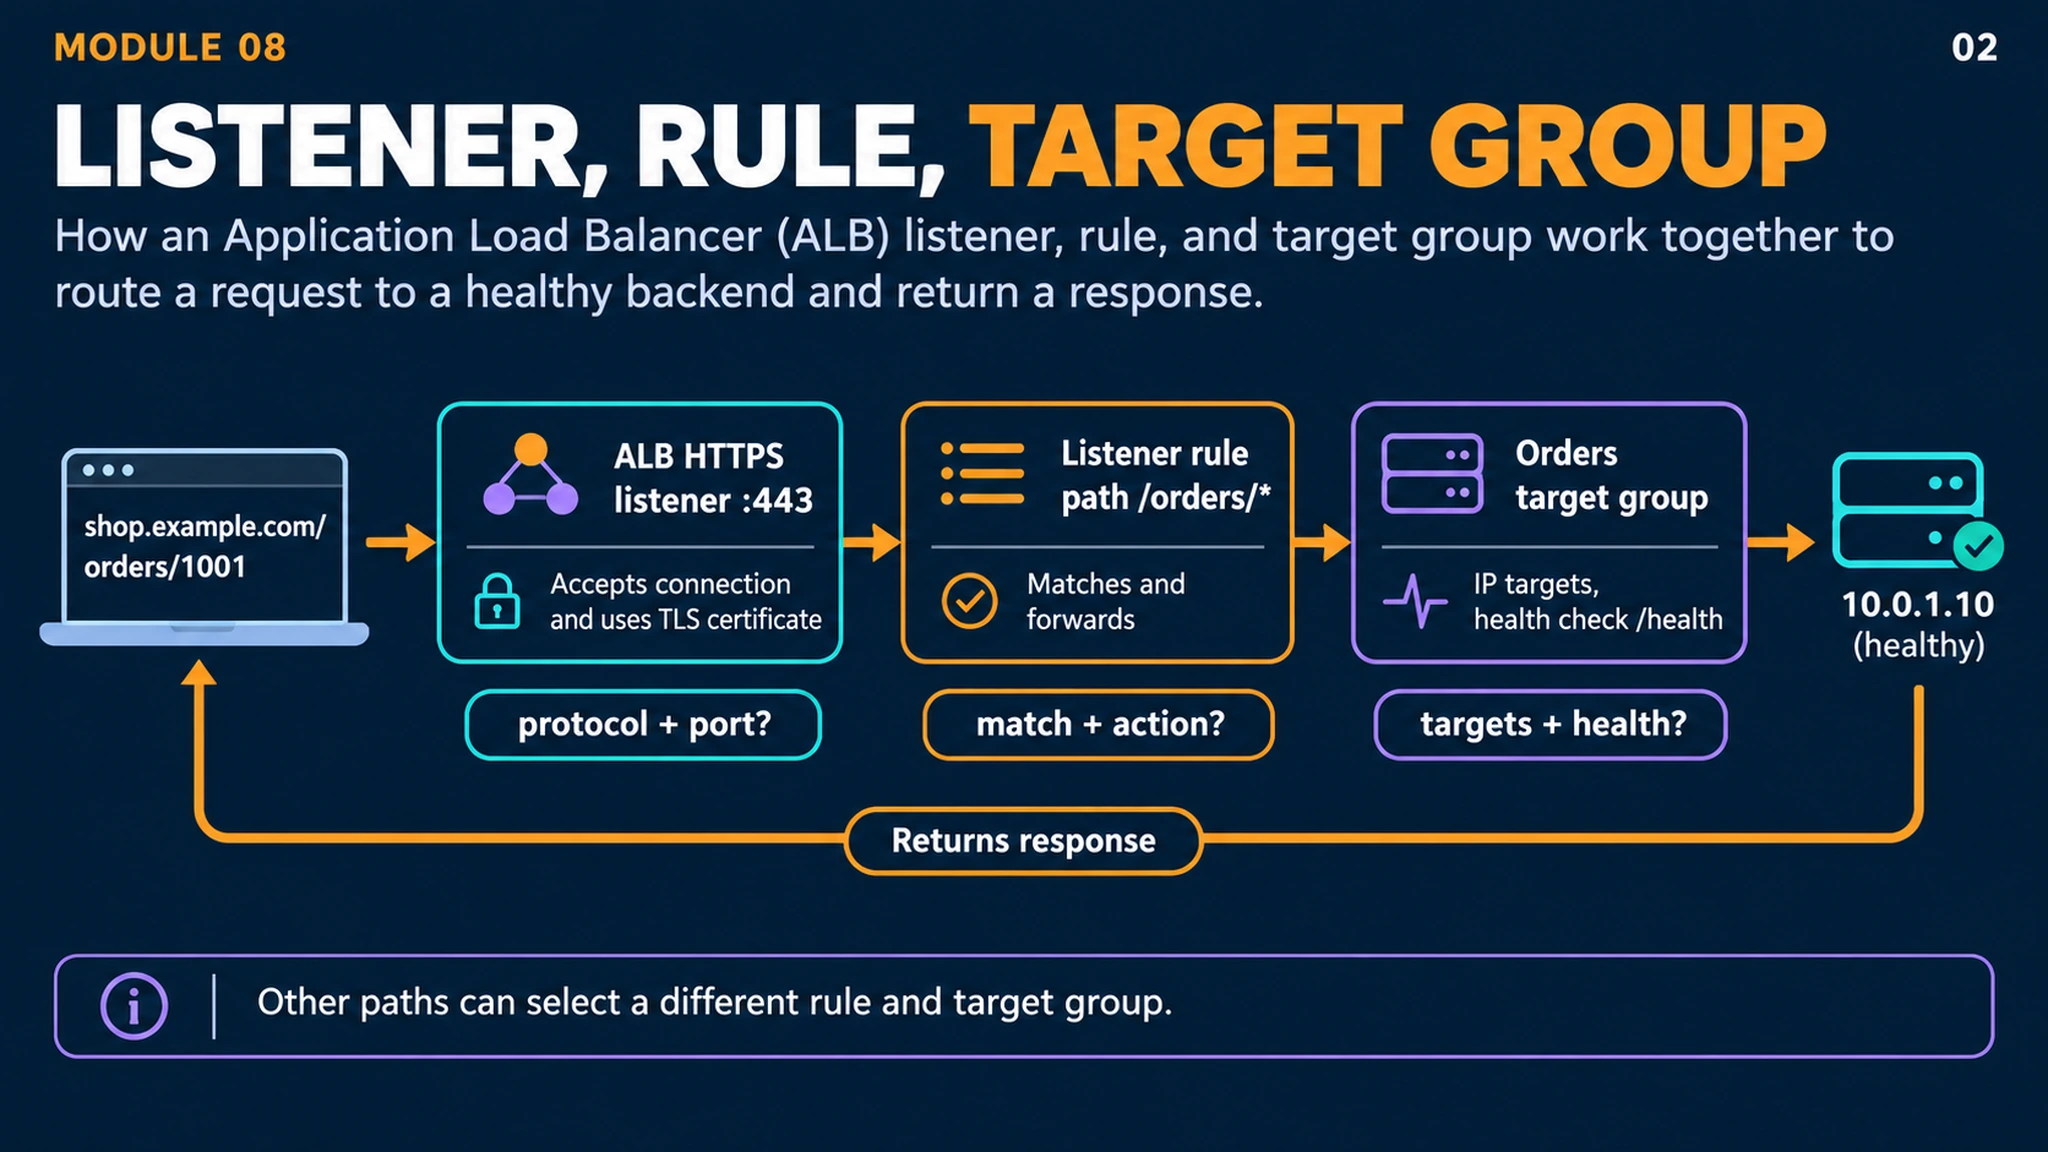 MODULE 08
02
LISTENER, RULE, TARGET GROUP
How an Application Load Balancer (ALB) listener, rule, and target group work together to
route a request to a healthy backend and return a response.
shop.example.com/
orders/1001
ALB HTTPS
listener :443
Accepts connection
and uses TLS certificate
protocol + port?
Listener rule
path /orders/*
Matches and
forwards
match + action?
Orders
target group
IP targets,
health check /health
targets + health?
10.0.1.10
(healthy)
Returns response
Other paths can select a different rule and target group.